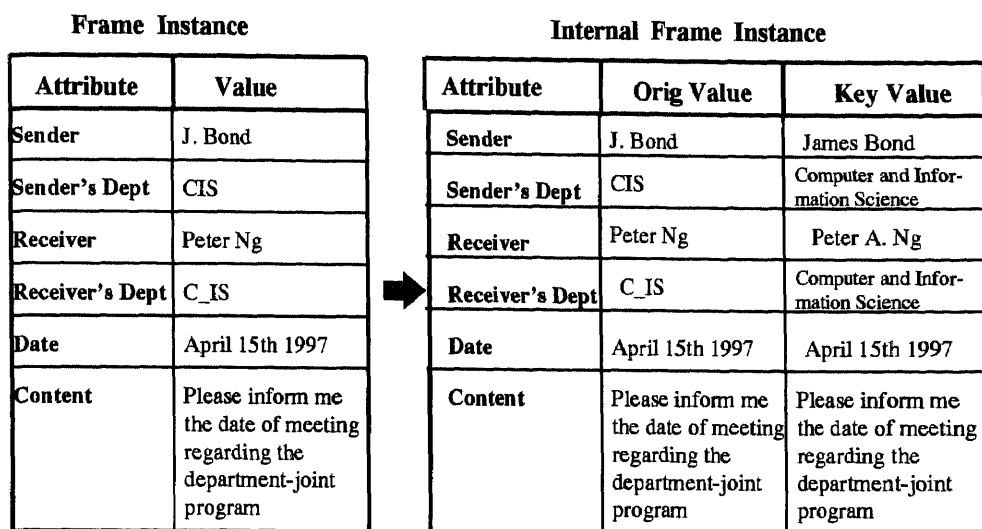 Frame Instance
Attribute Value
Sender J. Bond
Sender's Dept CIS
Receiver Peter Ng
Receiver's Dept C_IS
Date April 15th 1997
Content Please inform me
the date of meeting
regarding the
department-joint
program
Internal Frame Instance
Attribute Orig Value Key Value
Sender J. Bond James Bond
Sender's Dept CIS Computer and Infor-
mation Science
Receiver Peter Ng Peter A. Ng
Receiver's Dept C_IS Computer and Infor-
mation Science
Date April 15th 1997 April 15th 1997
Content Please inform me Please inform me
the date of meeting the date of meeting
regarding the regarding the
department-joint department-joint
program program